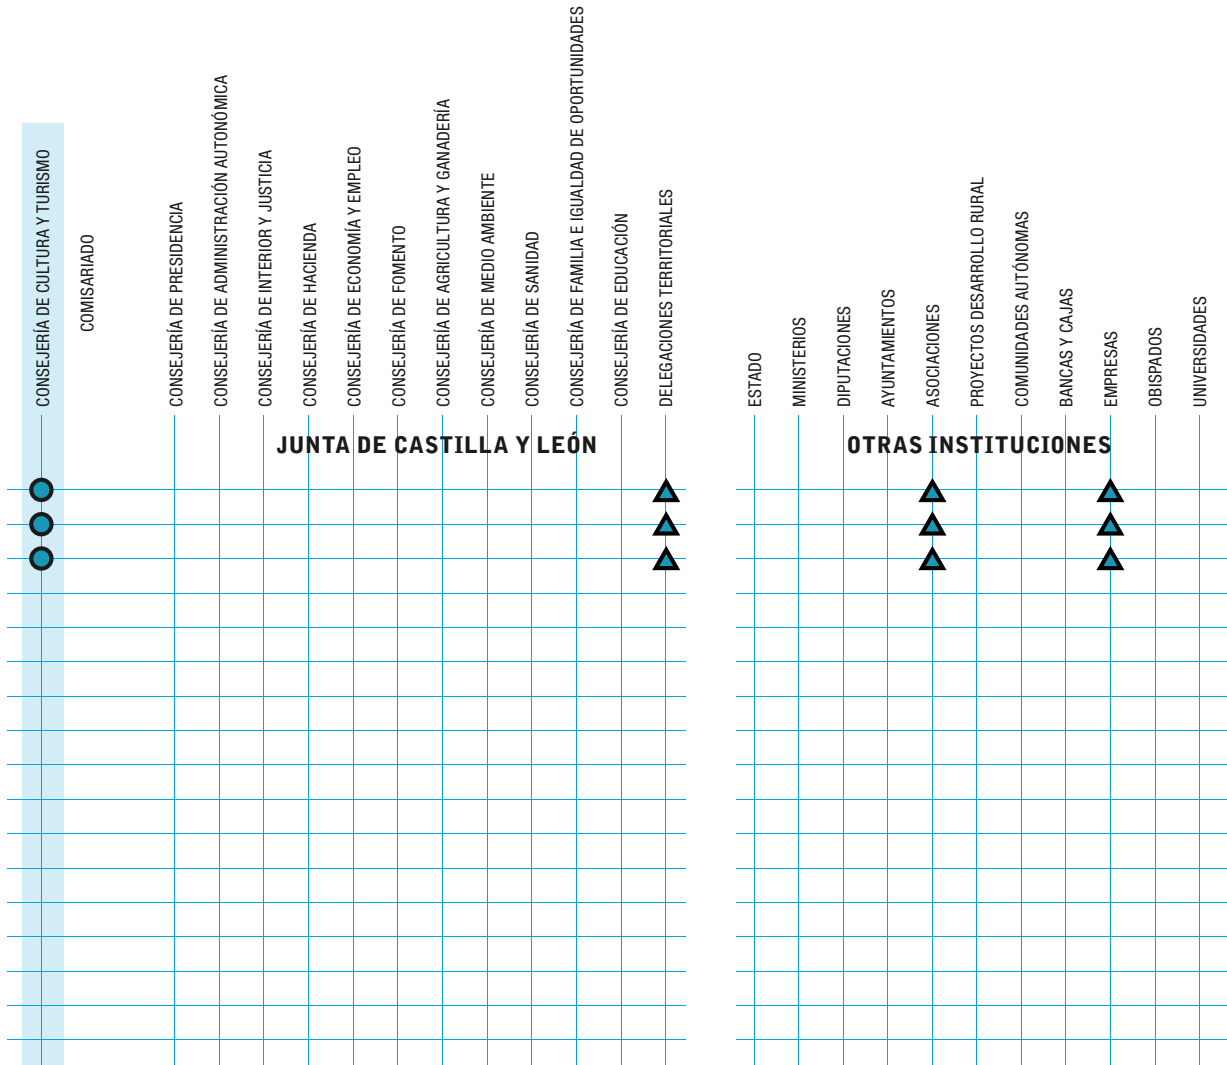 CONSEJERÍA DE CULTURA Y TURISMO
COMISARIADO
CONSEJERÍA DE PRESIDENCIA
CONSEJERÍA DE ADMINISTRACIÓN AUTONÓMICA
CONSEJERÍA DE INTERIOR Y JUSTICIA
CONSEJERÍA DE HACIENDA
CONSEJERÍA DE ECONOMÍA Y EMPLEO
CONSEJERÍA DE FOMENTO
CONSEJERÍA DE AGRICULTURA Y GANADERÍA
CONSEJERÍA DE MEDIO AMBIENTE
CONSEJERÍA DE SANIDAD
CONSEJERÍA DE FAMILIA E IGUALDAD DE OPORTUNIDADES
CONSEJERÍA DE EDUCACIÓN
DELEGACIONES TERRITORIALES
ESTADO
MINISTERIOS
DIPUTACIONES
AYUNTAMIENTOS
ASOCIACIONES
PROYECTOS DESARROLLO RURAL
COMUNIDADES AUTÓNOMAS
BANCAS Y CAJAS
EMPRESAS
OBISPADOS
UNIVERSIDADES
JUNTA DE CASTILLA Y LEÓN
OTRAS INSTITUCIONES